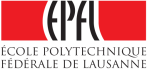 EPFL
ÉCOLE POLYTECHNIQUE
FÉDÉRALE DE LAUSANNE